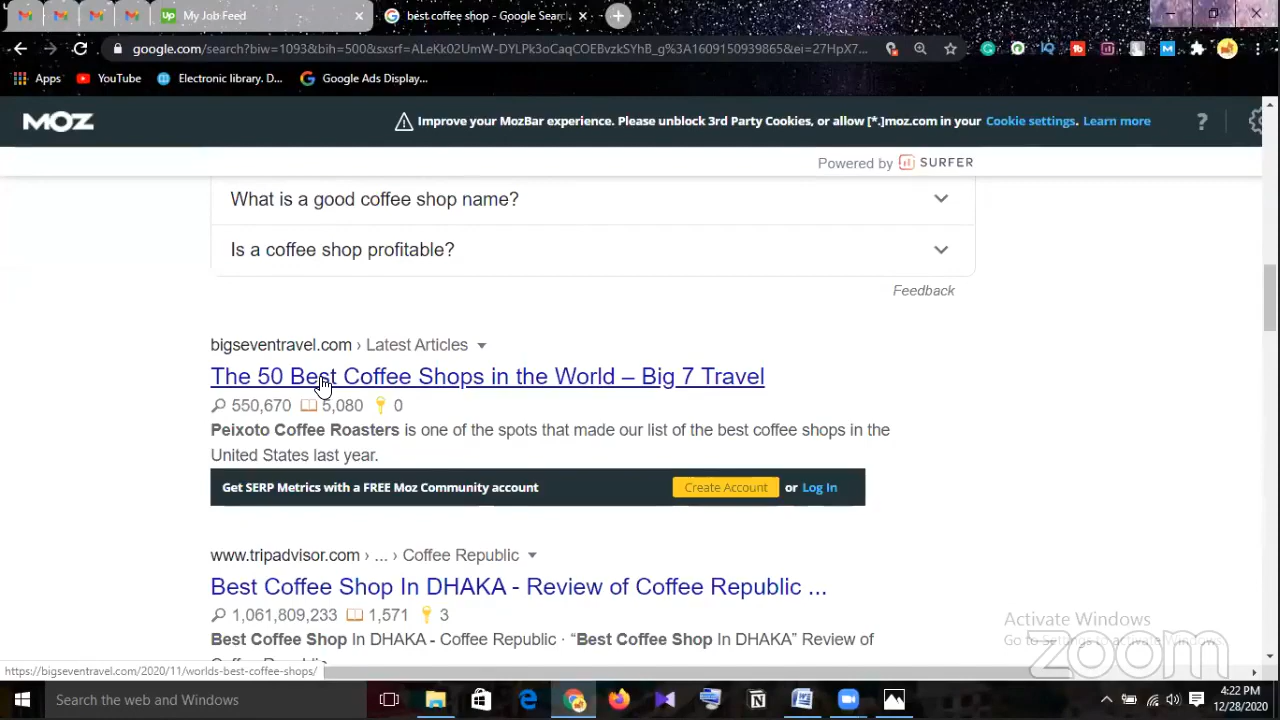 My Job Feed
best coffee shop - Google Sear
google.com/search?biw=1093&bih=500&sxsrf=ALeKk02UmW-DYLPk3oCaqCOEBvzkSYhB_g%3A1609150939865&ei=27HpX7...
Apps
YouTube
Electronic library. D...
Google Ads Display...
MOZ
Improve your MozBar experience. Please unblock 3rd Party Cookies, or allow [*.]moz.com in your Cookie settings. Learn more
?
Powered by SURFER
What is a good coffee shop name?
Is a coffee shop profitable?
Feedback
bigseventravel.com › Latest Articles
The 50 Best Coffee Shops in the World – Big 7 Travel
550,670 5,080 0
Peixoto Coffee Roasters is one of the spots that made our list of the best coffee shops in the
United States last year.
Get SERP Metrics with a FREE Moz Community account Create Account or Log In
www.tripadvisor.com › ... › Coffee Republic
Best Coffee Shop In DHAKA - Review of Coffee Republic ...
1,061,809,233 1,571 3
Best Coffee Shop In DHAKA - Coffee Republic · “Best Coffee Shop In DHAKA” Review of
Coffee Republic
Activate Windows
Go to Settings to activate Windows.
zoom
https://bigseventravel.com/2020/11/worlds-best-coffee-shops/
Search the web and Windows
4:22 PM
12/28/2020